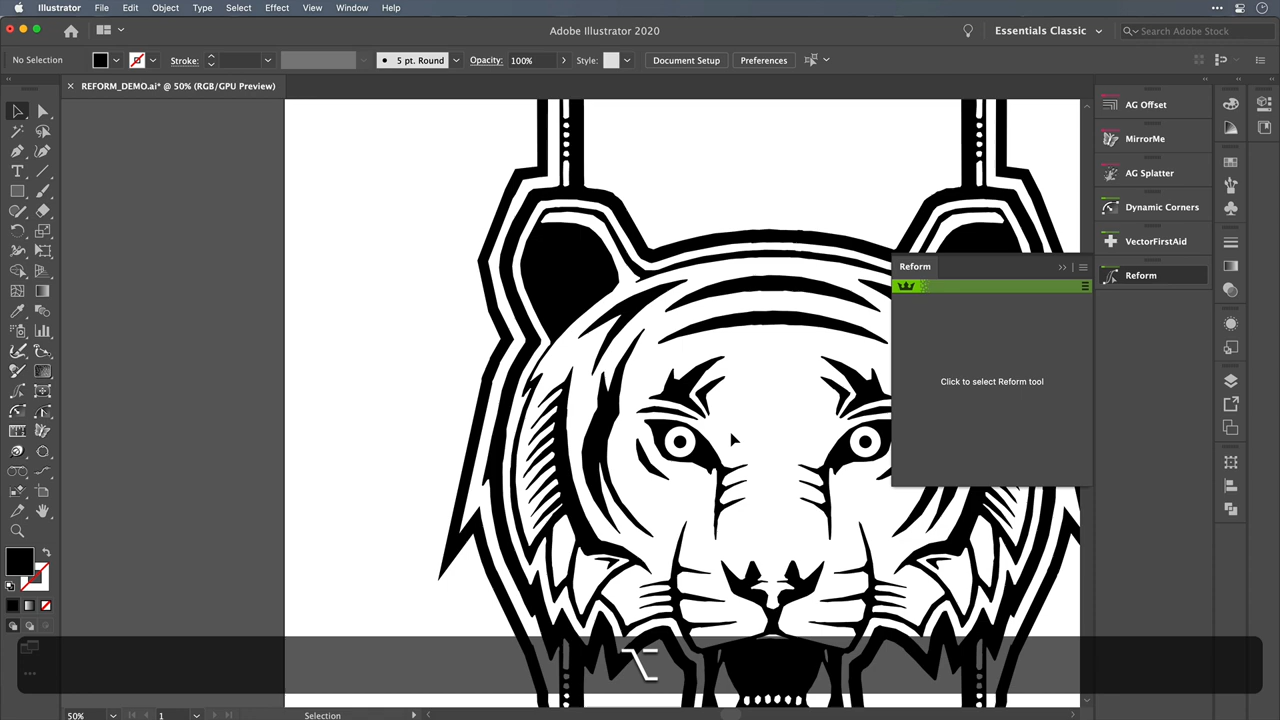 Illustrator File Edit Object Type Select Effect View Window Help
Adobe Illustrator 2020
Essentials Classic
Search Adobe Stock
No Selection
Stroke:
5 pt. Round
Opacity: 100%
Style:
Document Setup
Preferences
× REFORM_DEMO.ai* @ 50% (RGB/GPU Preview)
AG Offset
MirrorMe
AG Splatter
Dynamic Corners
VectorFirstAid
Reform
Reform
Click to select Reform tool
⌥
50%
1
Selection